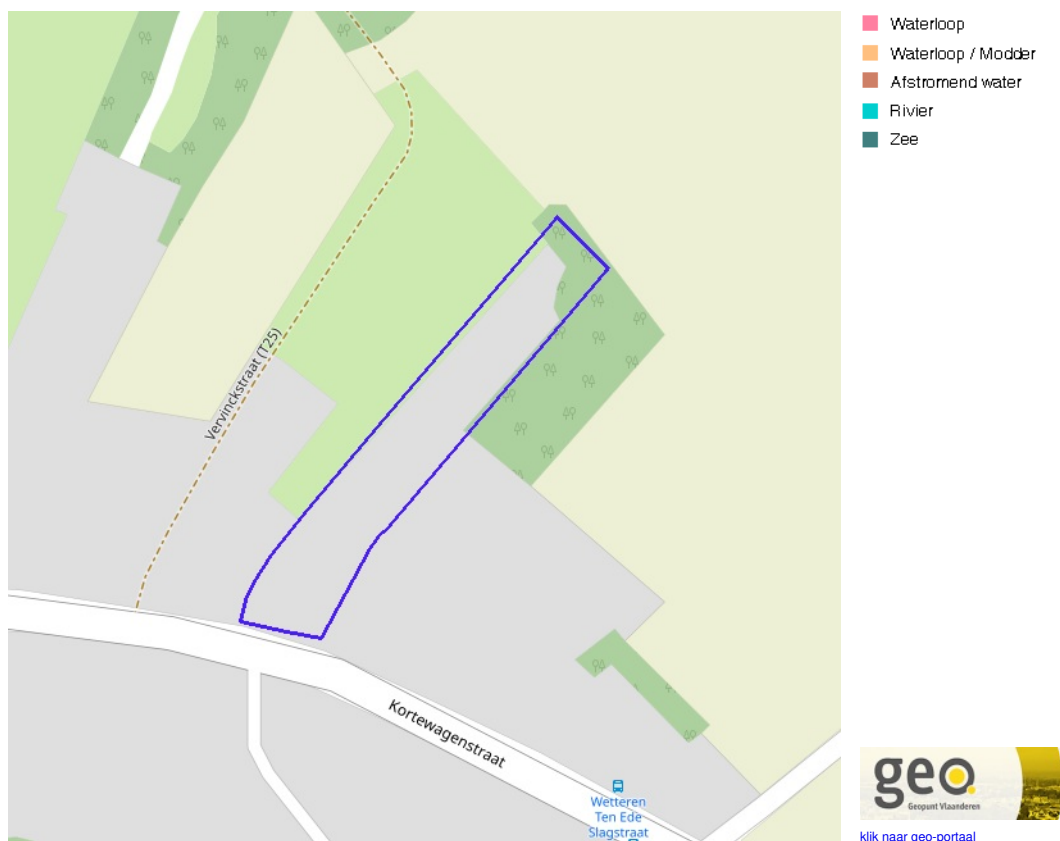 Waterloop
Waterloop / Modder
Afstromend water
Rivier
Zee
Vervinckstraat (T25)
Kortewagenstraat
Wetteren
Ten Ede
Slagstraat
geo
Geopunt Vlaanderen
klik naar geo-portaal